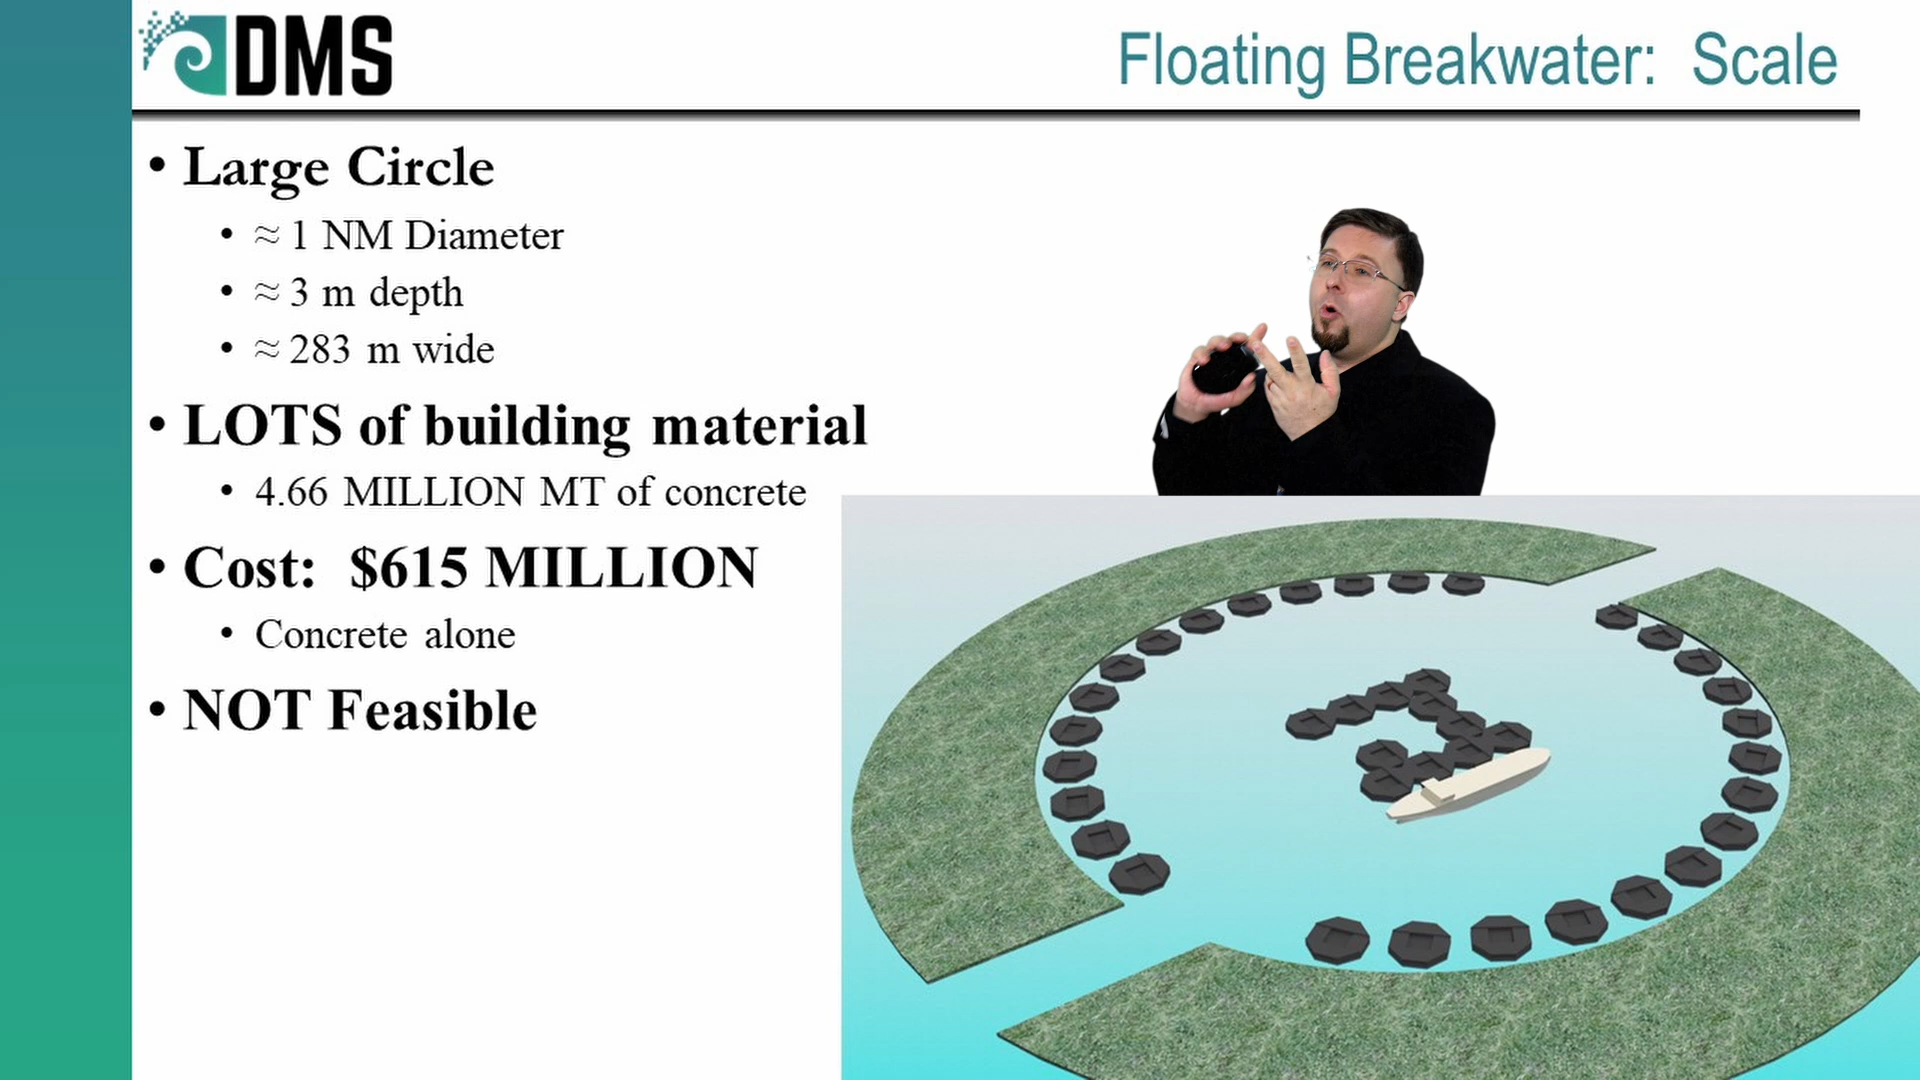 DMS
Floating Breakwater: Scale
• Large Circle
• ≈ 1 NM Diameter
• ≈ 3 m depth
• ≈ 283 m wide
• LOTS of building material
• 4.66 MILLION MT of concrete
• Cost: $615 MILLION
• Concrete alone
• NOT Feasible